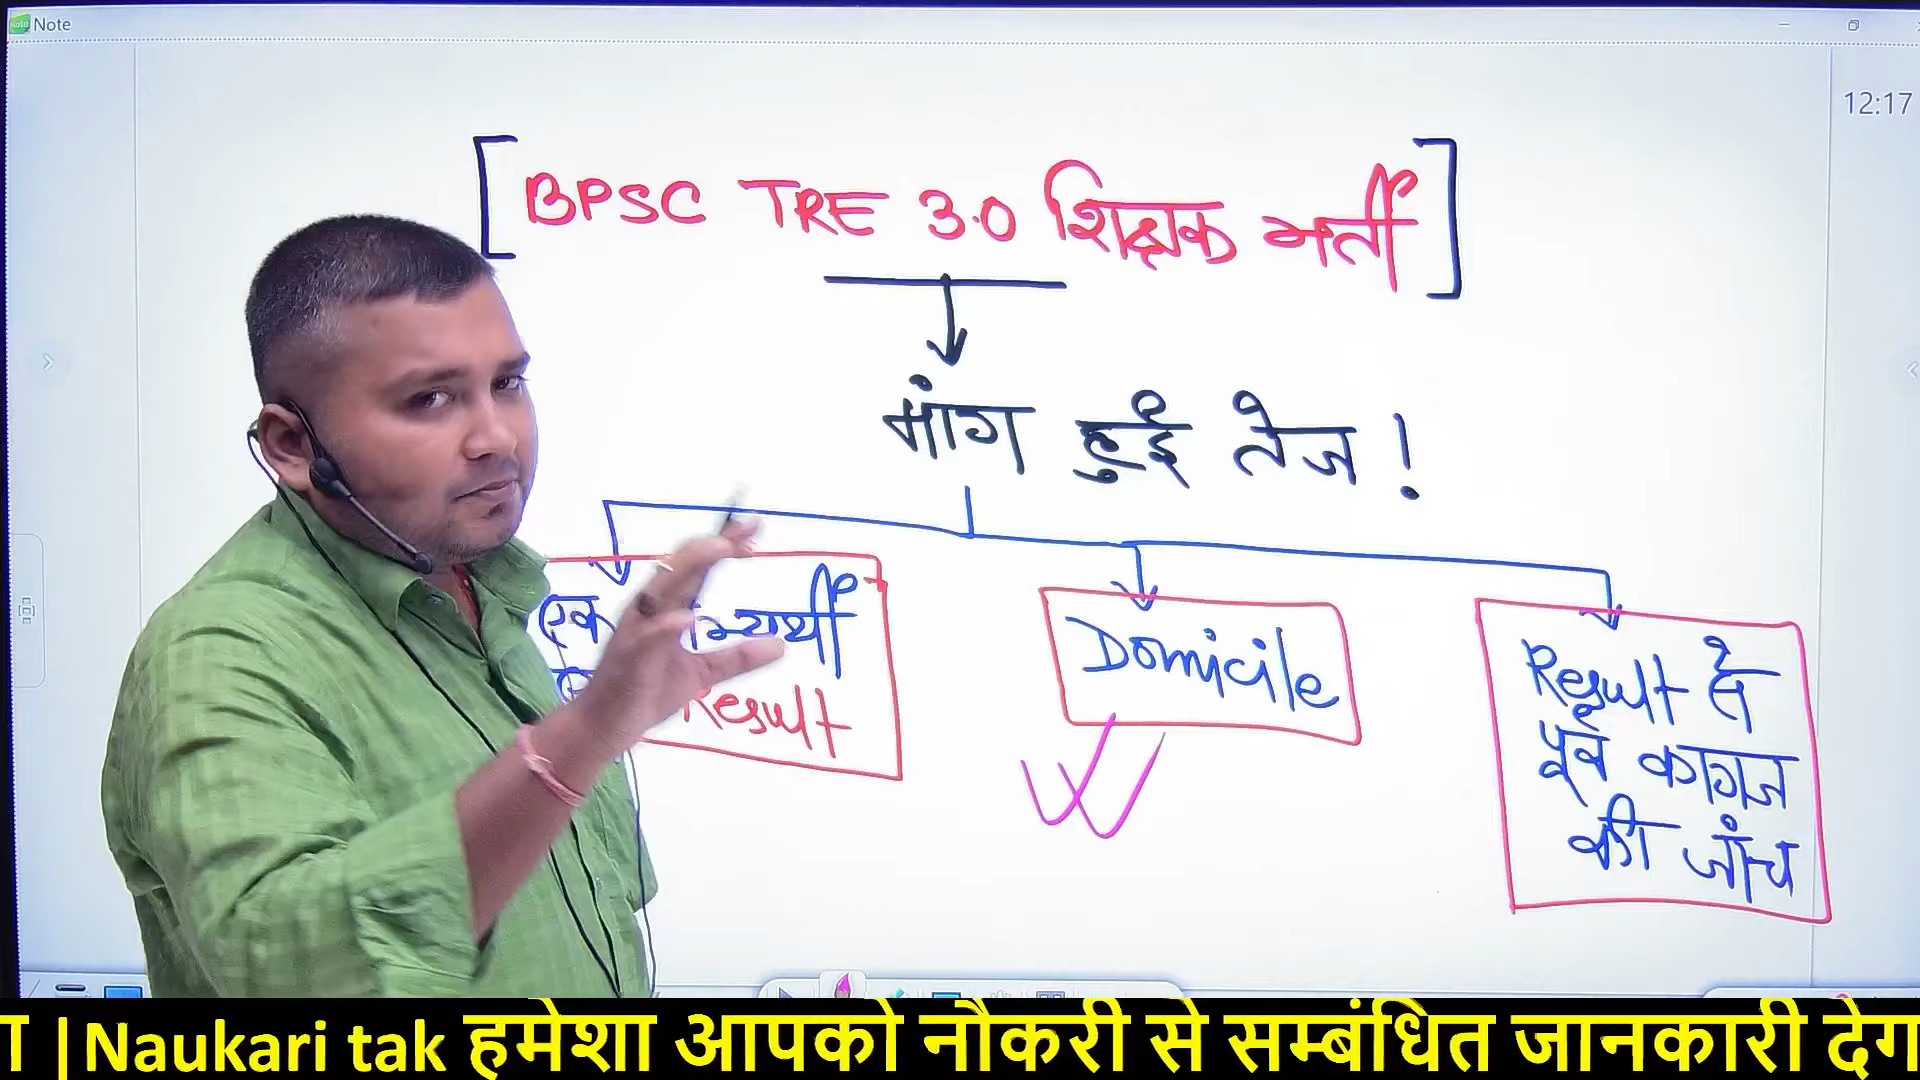 Note
12:17
[BPSC TRE 3.0 शिक्षक भर्ती]
मांग हुई तेज !
एक
Result
Domicile
Result से
पूर्व कागज
की जाँच
|Naukari tak हमेशा आपको नौकरी से सम्बंधित जानकारी देग